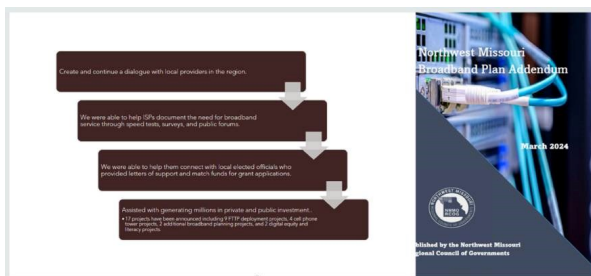 Create and continue a dialogue with local providers in the region.
We were able to help ISPs document the need for broadband
service through speed tests, surveys, and public forums.
We were able to help them connect with local elected officials who
provided letters of support and match funds for grant applications.
Assisted with generating millions in private and public investment.
• 17 projects have been announced including 9 FTTP deployment projects, 4 cell phone
tower projects, 2 additional broadband planning projects, and 2 digital equity and
literacy projects.
Northwest Missouri
Broadband Plan Addendum
March 2024
NORTHWEST MISSOURI
blished by the Northwest Missouri
gional Council of Governments